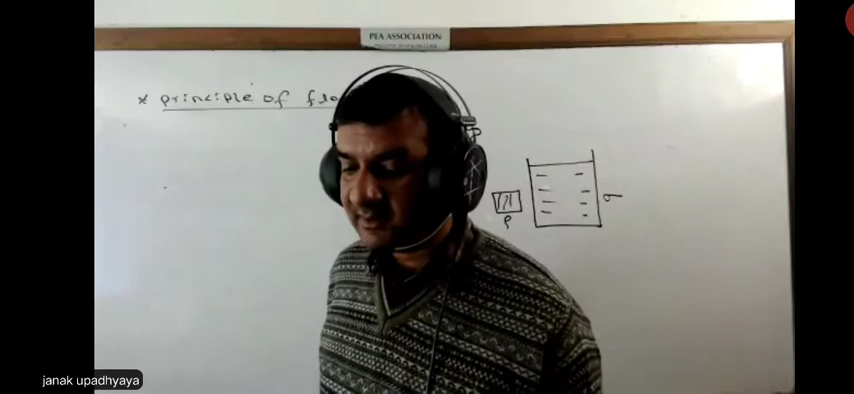 PEA ASSOCIATION
* principle of
ρ
σ
janak upadhyaya